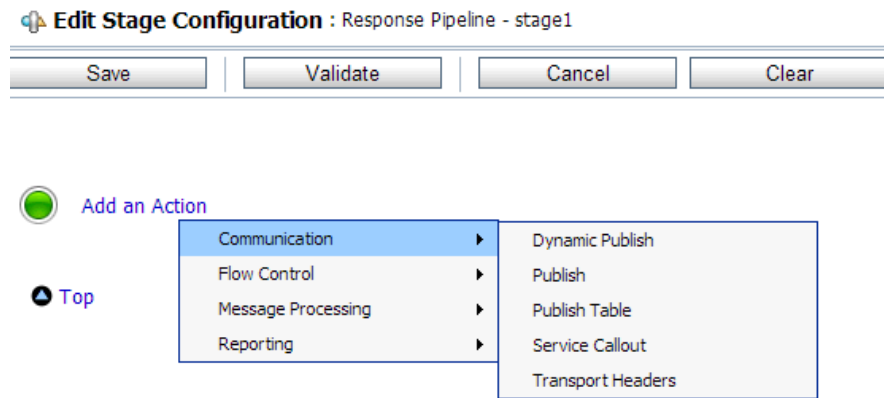 Edit Stage Configuration : Response Pipeline - stage1
Save Validate Cancel Clear
Add an Action
Communication
Flow Control
Message Processing
Reporting
Dynamic Publish
Publish
Publish Table
Service Callout
Transport Headers
Top